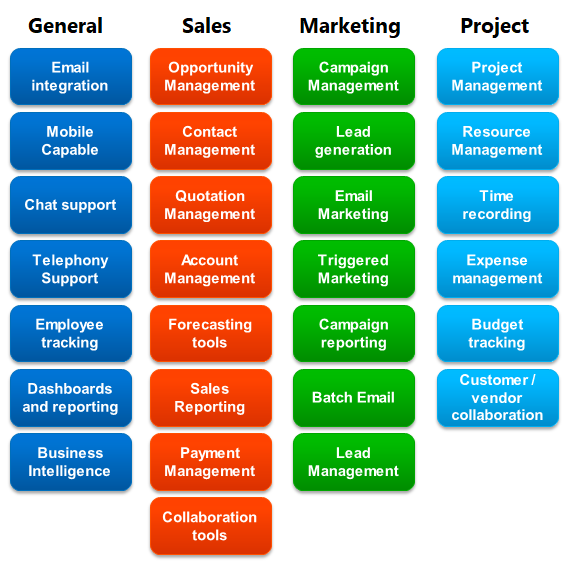 General
Email
integration
Mobile
Capable
Chat support
Telephony
Support
Employee
tracking
Dashboards
and reporting
Business
Intelligence
Sales
Opportunity
Management
Contact
Management
Quotation
Management
Account
Management
Forecasting
tools
Sales
Reporting
Payment
Management
Collaboration
tools
Marketing
Campaign
Management
Lead
generation
Email
Marketing
Triggered
Marketing
Campaign
reporting
Batch Email
Lead
Management
Project
Project
Management
Resource
Management
Time
recording
Expense
management
Budget
tracking
Customer /
vendor
collaboration